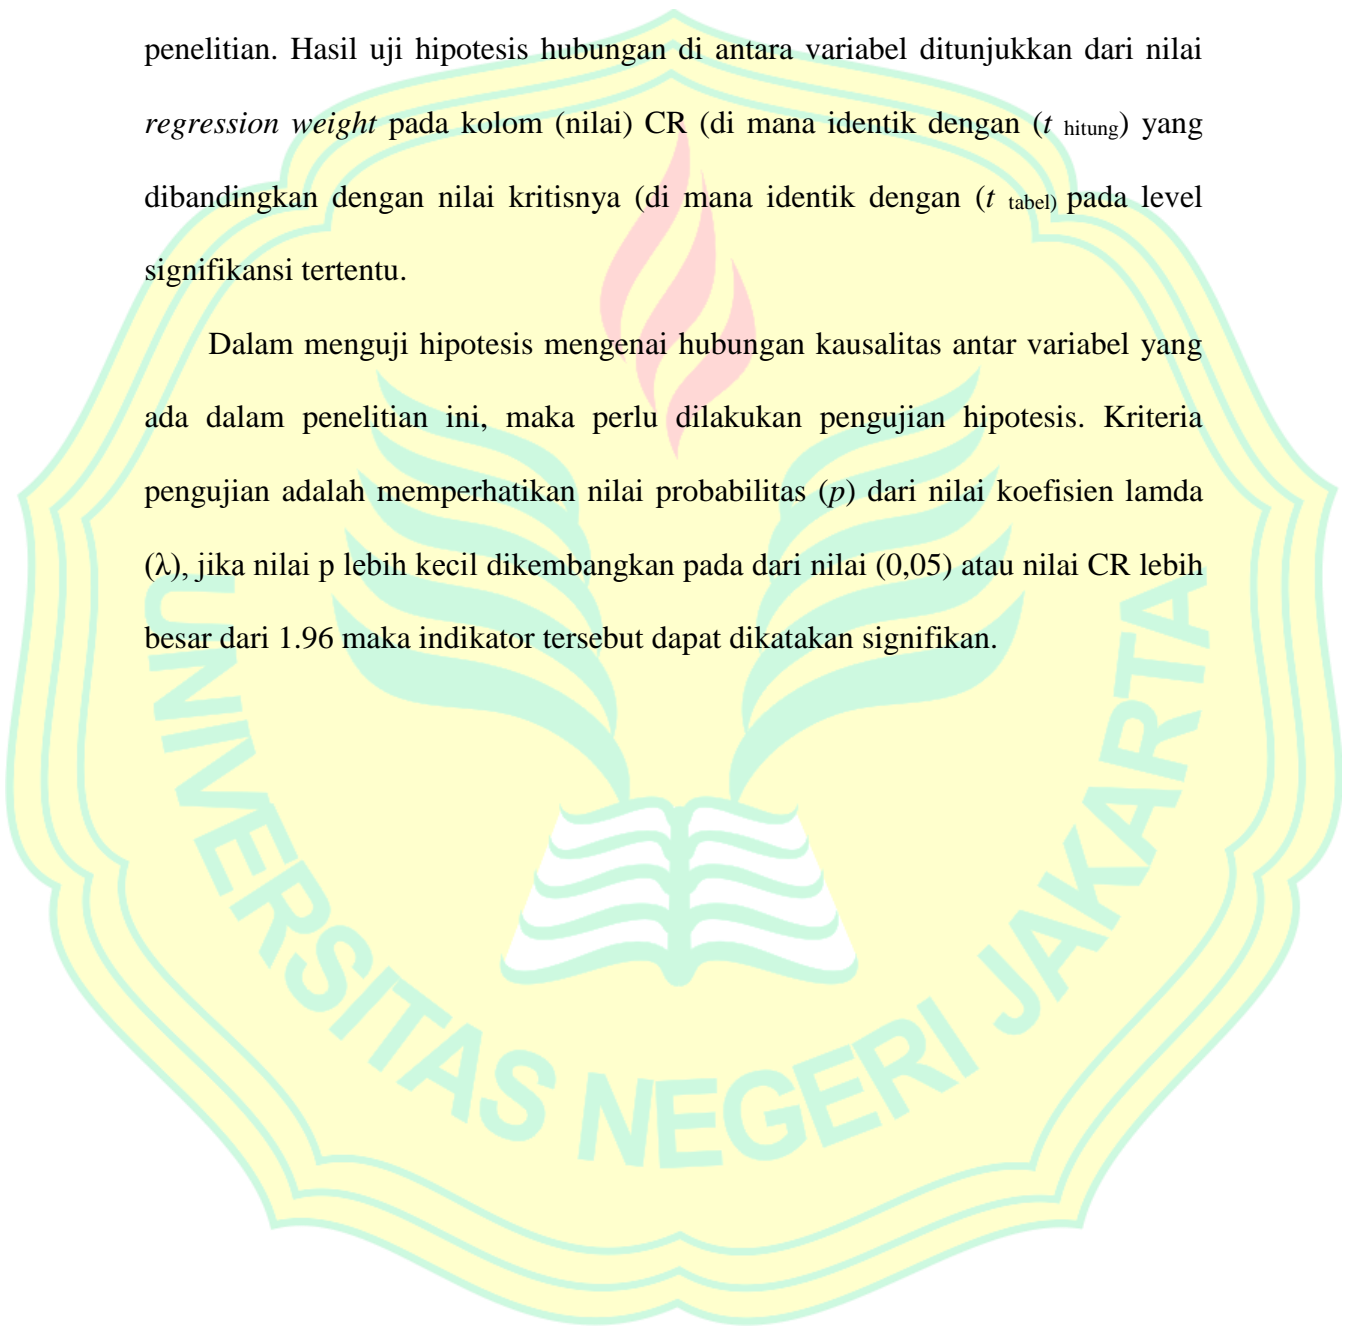 penelitian. Hasil uji hipotesis hubungan di antara variabel ditunjukkan dari nilai
regression weight pada kolom (nilai) CR (di mana identik dengan (t hitung) yang
dibandingkan dengan nilai kritisnya (di mana identik dengan (t tabel) pada level
signifikansi tertentu.
Dalam menguji hipotesis mengenai hubungan kausalitas antar variabel yang
ada dalam penelitian ini, maka perlu dilakukan pengujian hipotesis. Kriteria
pengujian adalah memperhatikan nilai probabilitas (p) dari nilai koefisien lamda
(λ), jika nilai p lebih kecil dikembangkan pada dari nilai (0,05) atau nilai CR lebih
besar dari 1.96 maka indikator tersebut dapat dikatakan signifikan.
UNIVERSITAS NEGERI JAKARTA